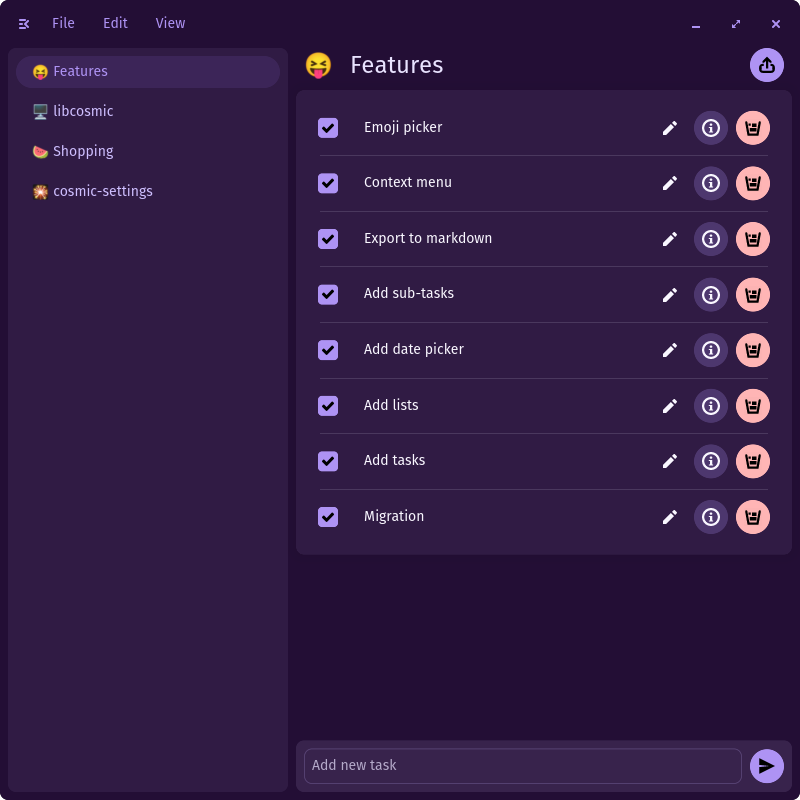 File Edit View
Features
libcosmic
Shopping
cosmic-settings
Features
Emoji picker
Context menu
Export to markdown
Add sub-tasks
Add date picker
Add lists
Add tasks
Migration
Add new task